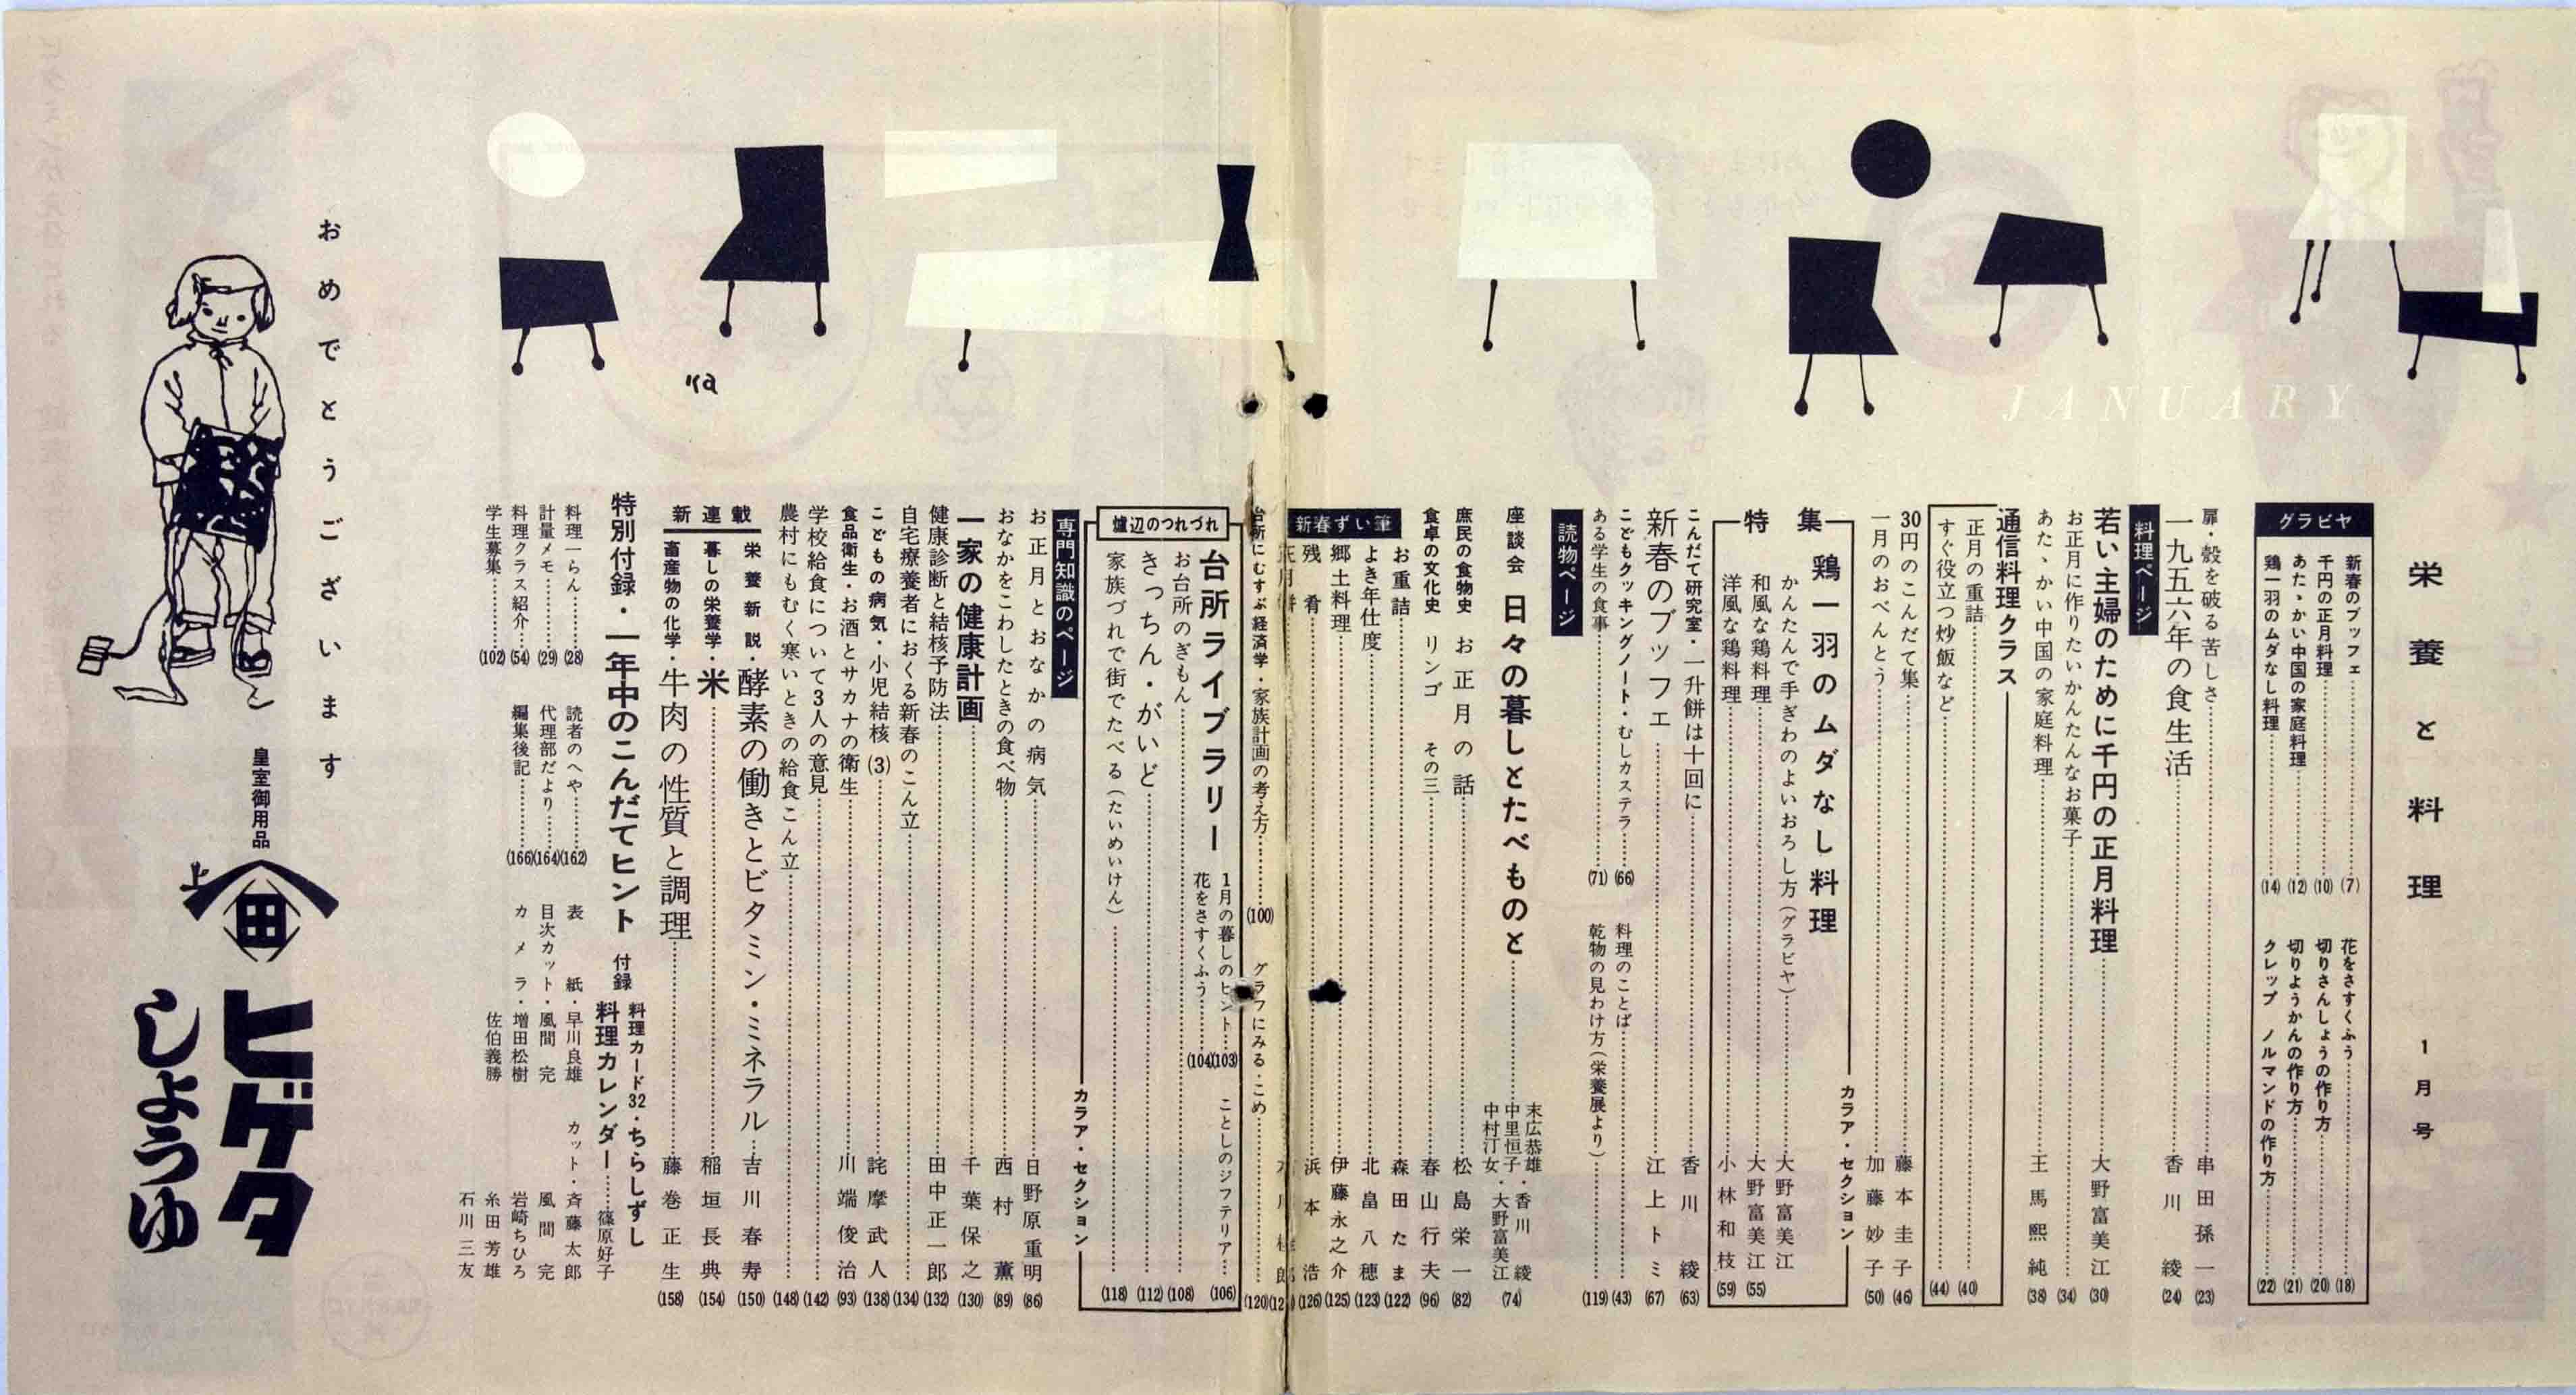 JANUARY
栄養と料理 1月号
グラビヤ
新春のブッフェ (7)
千円の正月料理 (10)
あたゝかい中国の家庭料理 (12)
鶏一羽のムダなし料理 (14)
花をさすくふう (18)
切りさんしょうの作り方 (20)
切りようかんの作り方 (21)
クレップ ノルマンドの作り方 (22)
扉・殻を破る苦しさ 串田孫一 (23)
一九五六年の食生活 香川綾 (24)
料理ページ
若い主婦のために千円の正月料理 大野富美江 (30)
お正月に作りたいかんたんなお菓子 (34)
あたゝかい中国の家庭料理 王馬熙純 (38)
通信料理クラス
正月の重詰 (40)
すぐ役立つ炒飯など (44)
30円のこんだて集 藤本圭子 (46)
一月のおべんとう 加藤妙子 (50)
特集 カラア・セクション
鶏一羽のムダなし料理
かんたんで手ぎわのよいおろし方(グラビヤ) 大野富美江
和風な鶏料理 大野富美江 (55)
洋風な鶏料理 小林和枝 (59)
こんだて研究室・一升餅は十回に 香川綾 (63)
新春のブッフェ 江上トミ (67)
こどもクッキングノート・むしカステラ (66)
ある学生の食事 (71)
料理のことば (43)
乾物の見わけ方(栄養展より) (119)
読物ページ
座談会 日々の暮しとたべものと 末広恭雄・香川綾 中里恒子 中村汀女・大野富美江 (74)
庶民の食物史 お正月の話 松島栄一 (82)
食卓の文化史 リンゴ その三 春山行夫 (96)
新春ずい筆
お重詰 森田たま (122)
よき年仕度 北畠八穂 (123)
郷土料理 伊藤永之介 (125)
残肴 浜本浩 (126)
台所にむすぶ経済学・家族計画の考え方 (100)
グラフにみる・こめ (120)
爐辺のつれづれ カラア・セクション
台所ライブラリー
1月の暮しのヒント (103)
花をさすくふう (104)
ことしのジフテリア (106)
お台所のぎもん (108)
きっちん・がいど (112)
家族づれで街でたべる(たいめいけん) (118)
専門知識のページ
お正月とおなかの病気 日野原重明 (86)
おなかをこわしたときの食べ物 西村薫 (89)
一家の健康計画 千葉保之 (130)
健康診断と結核予防法 田中正一郎 (132)
自宅療養者におくる新春のこん立 (134)
こどもの病気・小児結核(3) 詫摩武人 (138)
食品衛生・お酒とサカナの衛生 川端俊治 (93)
学校給食について3人の意見 (142)
農村にもむく寒いときの給食こん立 (148)
新連載
栄養新説・酵素の働きとビタミン・ミネラル 吉川春寿 (150)
暮しの栄養学・米 稲垣長典 (154)
畜産物の化学・牛肉の性質と調理 藤巻正生 (158)
特別付録・一年中のこんだてヒント
付録 料理カード32・ちらしずし
料理カレンダー 篠原好子
料理一らん (28)
計量メモ (29)
料理クラス紹介 (54)
学生募集 (102)
読者のへや (162)
代理部だより (164)
編集後記 (166)
表紙・早川良雄
目次カット・風間完
カメラ・増田松樹
佐伯義勝
カット・斉藤太郎
風間完
岩崎ちひろ
糸田芳雄
石川三友
おめでとうございます
皇室御用品
上
田
ヒゲタ
しょうゆ